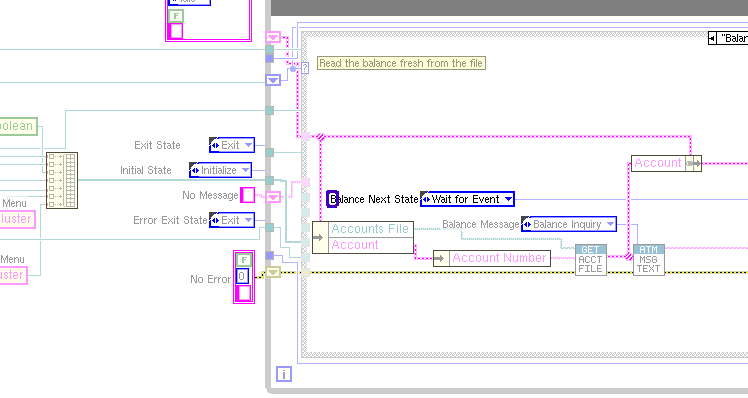 F
"Balan
Read the balance fresh from the file
oolean
Exit State
Exit
Account
Initial State
Initialize
No Message
Balance Next State
Wait for Event
Menu
luster
Error Exit State
Exit
Balance Message
Balance Inquiry
Accounts File
Account
Menu
luster
F
Account Number
GET
ACCT
FILE
ATM
MSG
TEXT
No Error
0
i